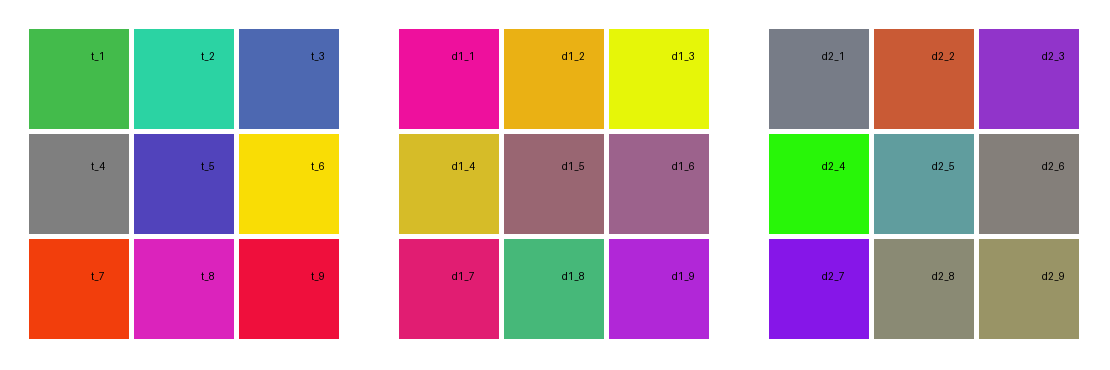 t_1 t_2 t_3 d1_1 d1_2 d1_3 d2_1 d2_2 d2_3
t_4 t_5 t_6 d1_4 d1_5 d1_6 d2_4 d2_5 d2_6
t_7 t_8 t_9 d1_7 d1_8 d1_9 d2_7 d2_8 d2_9